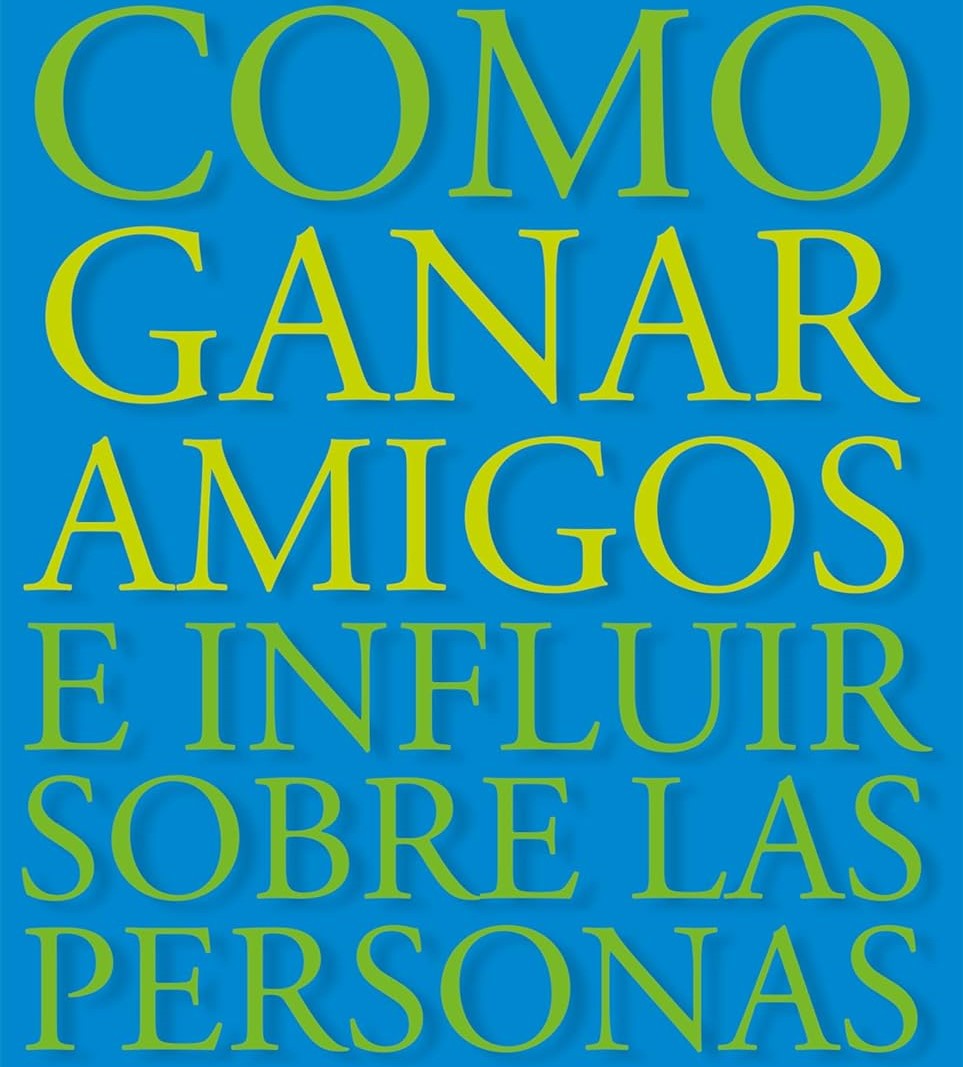 COMO
GANAR
AMIGOS
E INFLUIR
SOBRE LAS
PERSONAS